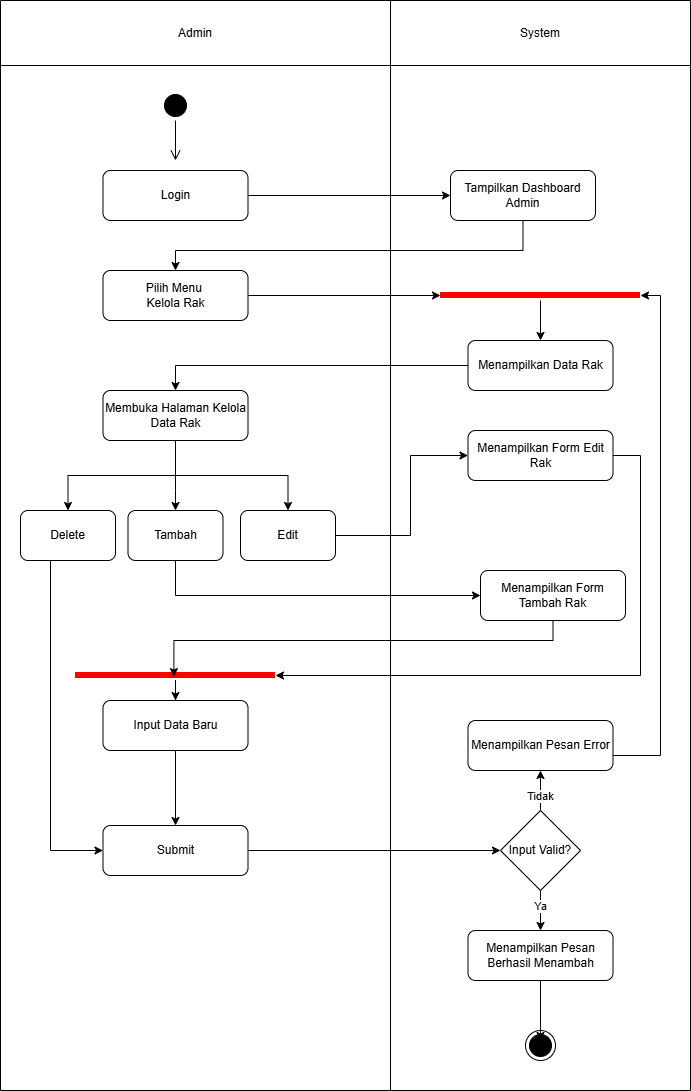 Admin
System
Login
Tampilkan Dashboard
Admin
Pilih Menu
Kelola Rak
Menampilkan Data Rak
Membuka Halaman Kelola
Data Rak
Menampilkan Form Edit
Rak
Delete
Tambah
Edit
Menampilkan Form
Tambah Rak
Input Data Baru
Menampilkan Pesan Error
Tidak
Submit
Input Valid?
Ya
Menampilkan Pesan
Berhasil Menambah